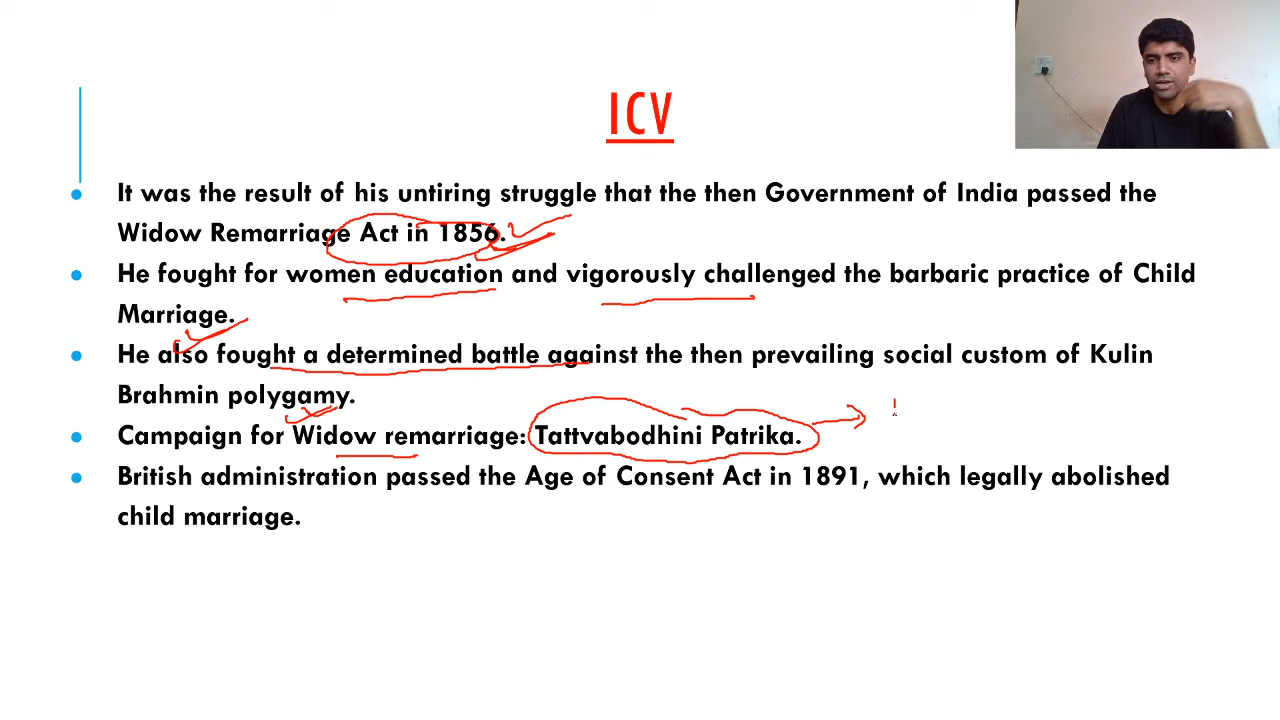 ICV
It was the result of his untiring struggle that the then Government of India passed the
Widow Remarriage Act in 1856.
He fought for women education and vigorously challenged the barbaric practice of Child
Marriage.
He also fought a determined battle against the then prevailing social custom of Kulin
Brahmin polygamy.
Campaign for Widow remarriage: Tattvabodhini Patrika.
British administration passed the Age of Consent Act in 1891, which legally abolished
child marriage.